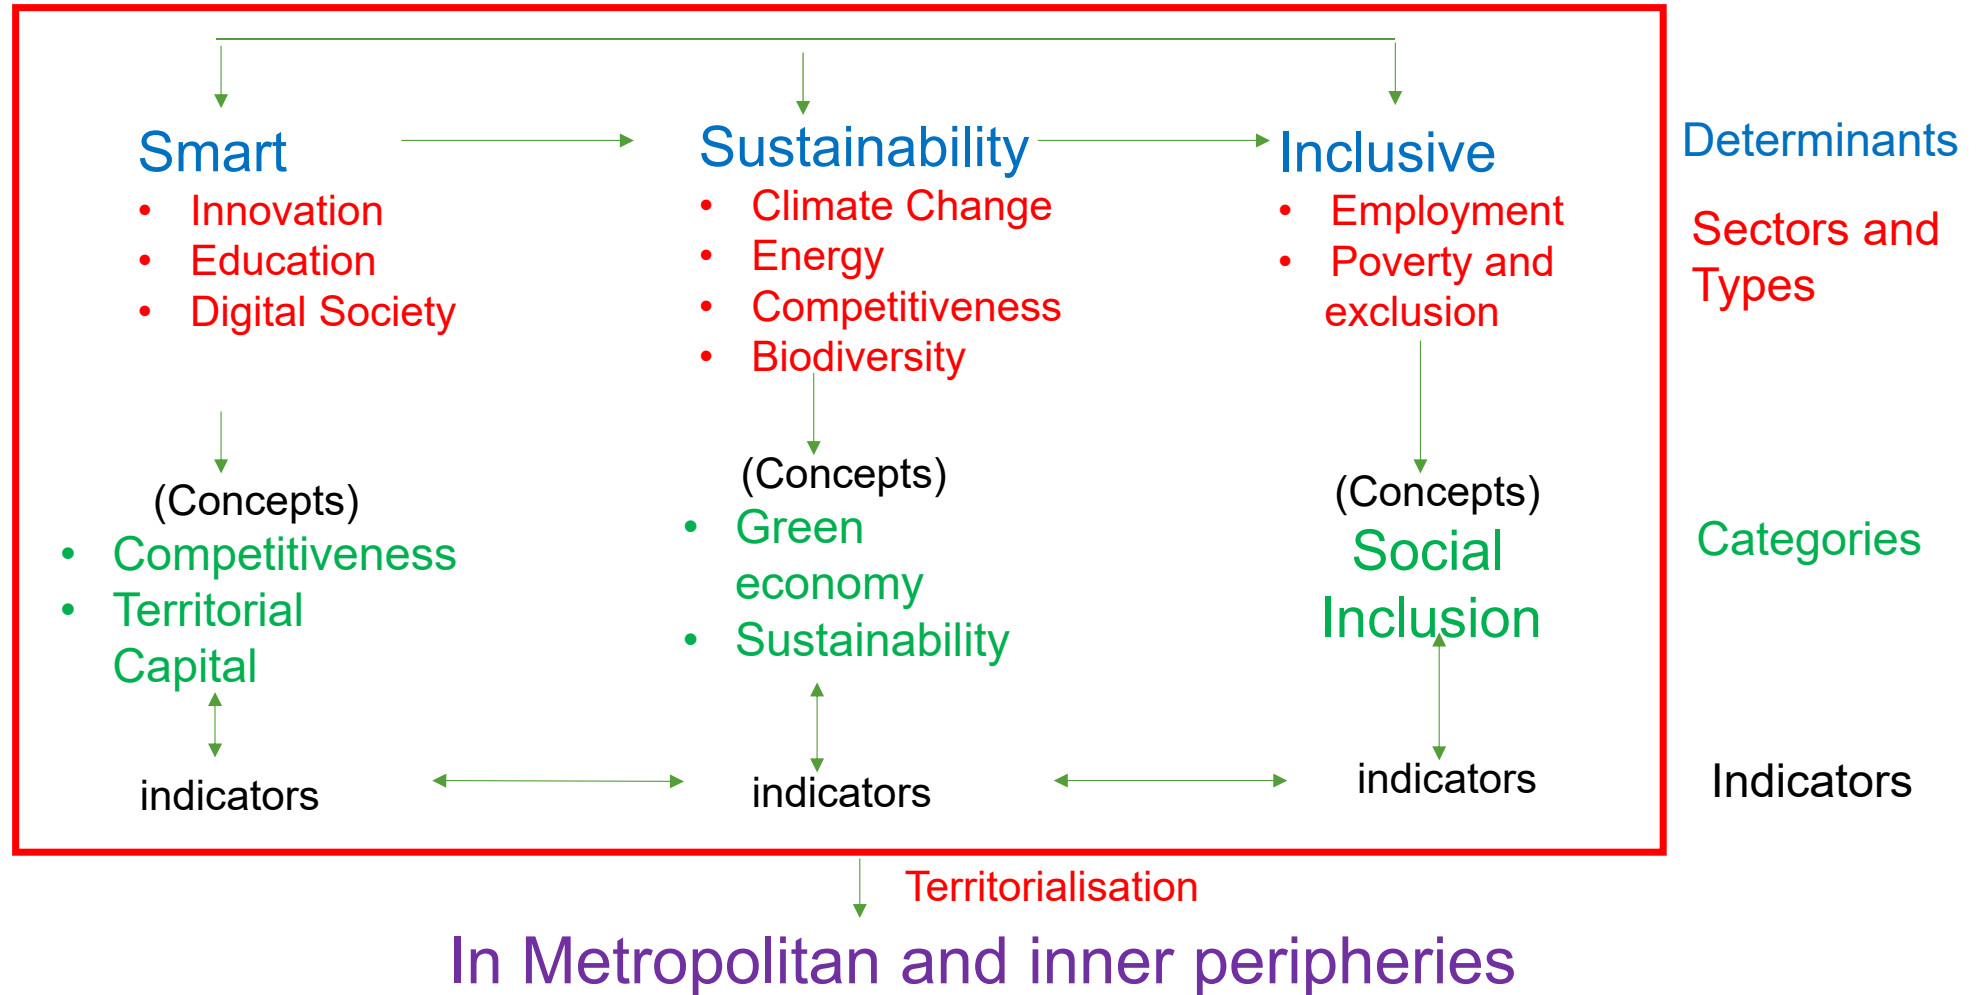 Smart
• Innovation
• Education
• Digital Society
(Concepts)
• Competitiveness
• Territorial
Capital
indicators
Sustainability
• Climate Change
• Energy
• Competitiveness
• Biodiversity
(Concepts)
• Green
economy
• Sustainability
indicators
Inclusive
• Employment
• Poverty and
exclusion
(Concepts)
Social
Inclusion
indicators
Determinants
Sectors and
Types
Categories
Indicators
Territorialisation
In Metropolitan and inner peripheries